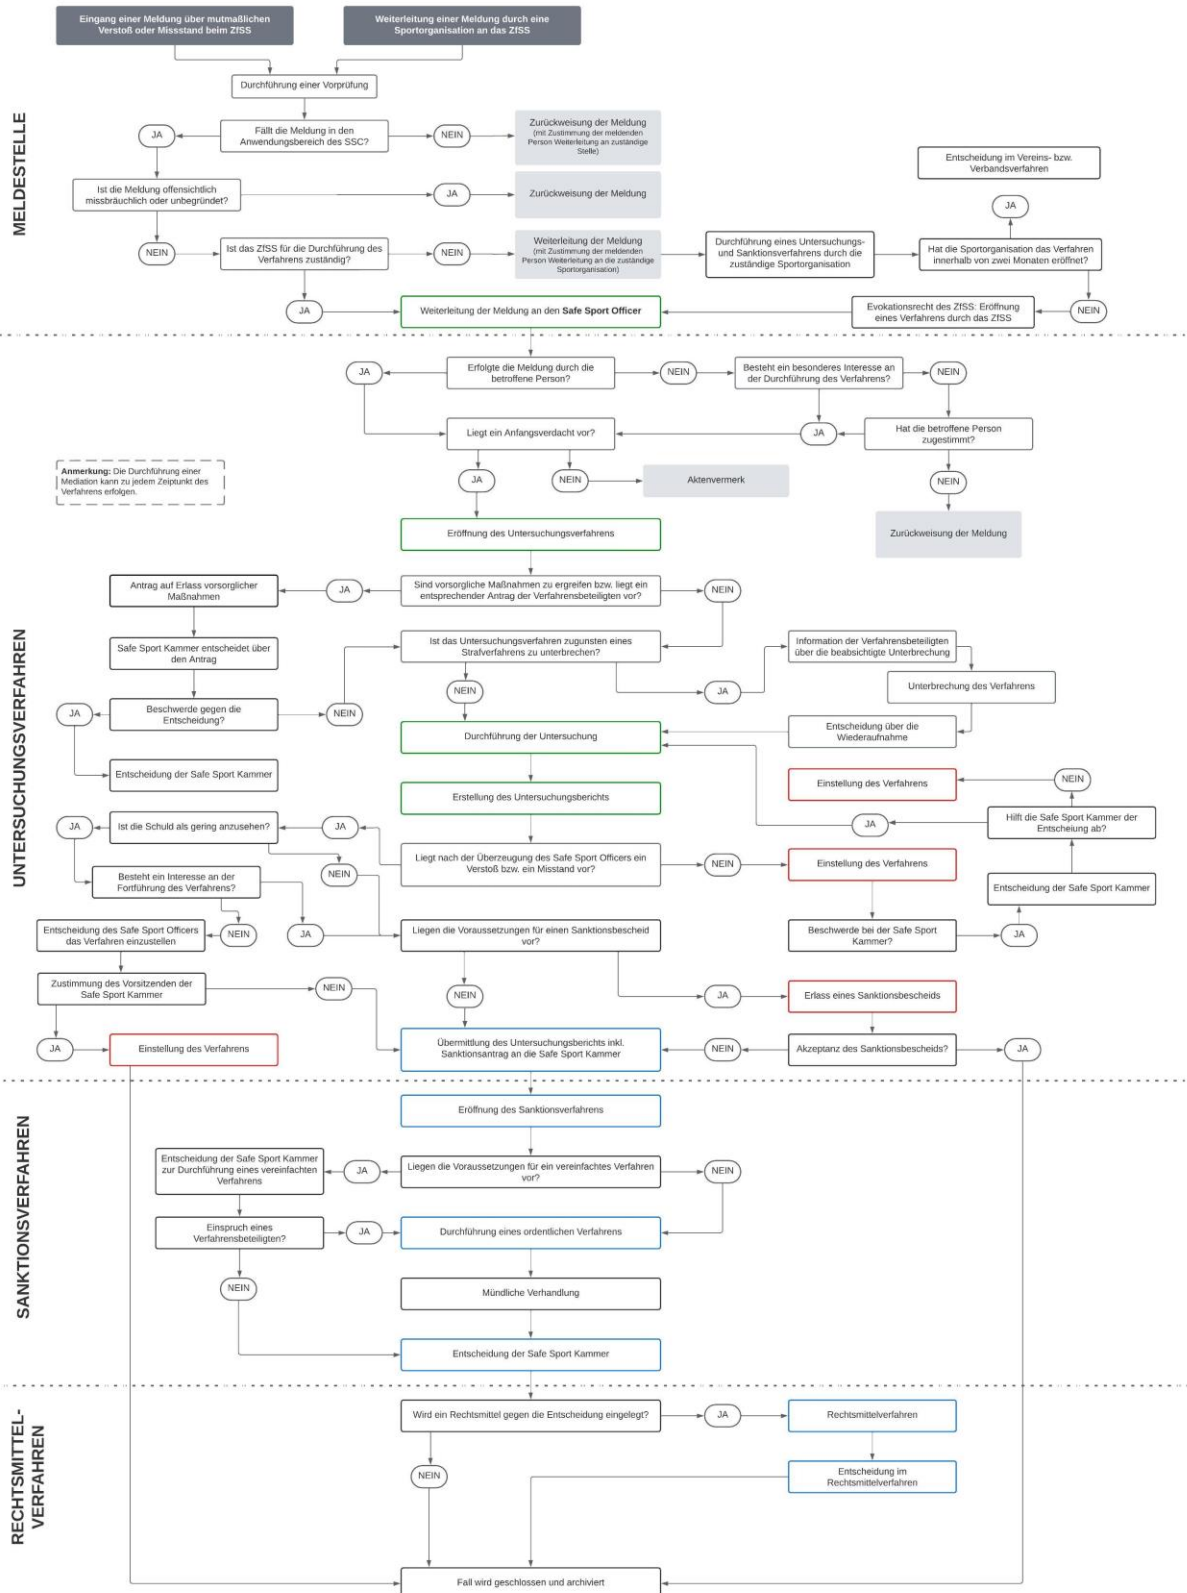 Eingang einer Meldung über mutmaßlichen
Verstoß oder Missstand beim ZfSS
Weiterleitung einer Meldung durch eine
Sportorganisation an das ZfSS
MELDESTELLE
Durchführung einer Vorprüfung
JA
Fällt die Meldung in den
Anwendungsbereich des SSC?
NEIN
Zurückweisung der Meldung
(mit Zustimmung der meldenden
Person Weiterleitung an zuständige
Stelle)
Entscheidung im Vereins- bzw.
Verbandsverfahren
Ist die Meldung offensichtlich
missbräuchlich oder unbegründet?
JA
Zurückweisung der Meldung
JA
NEIN
Ist das ZfSS für die Durchführung des
Verfahrens zuständig?
NEIN
Weiterleitung der Meldung
(mit Zustimmung der meldenden
Person Weiterleitung an die zuständige
Sportorganisation)
Durchführung eines Untersuchungs-
und Sanktionsverfahrens durch die
zuständige Sportorganisation
Hat die Sportorganisation das Verfahren
innerhalb von zwei Monaten eröffnet?
JA
Weiterleitung der Meldung an den Safe Sport Officer
Evokationsrecht des ZfSS: Eröffnung
eines Verfahrens durch das ZfSS
NEIN
UNTERSUCHUNGSVERFAHREN
JA
Erfolgte die Meldung durch die
betroffene Person?
NEIN
Besteht ein besonderes Interesse an
der Durchführung des Verfahrens?
NEIN
Liegt ein Anfangsverdacht vor?
JA
Hat die betroffene Person
zugestimmt?
Anmerkung: Die Durchführung einer
Mediation kann zu jedem Zeiptunkt des
Verfahrens erfolgen.
JA
NEIN
Aktenvermerk
NEIN
Eröffnung des Untersuchungsverfahrens
Zurückweisung der Meldung
Antrag auf Erlass vorsorglicher
Maßnahmen
JA
Sind vorsorgliche Maßnahmen zu ergreifen bzw. liegt ein
entsprechender Antrag der Verfahrensbeteiligten vor?
NEIN
Safe Sport Kammer entscheidet über
den Antrag
Ist das Untersuchungsverfahren zugunsten eines
Strafverfahrens zu unterbrechen?
Information der Verfahrensbeteiligten
über die beabsichtigte Unterbrechung
NEIN
JA
Unterbrechung des Verfahrens
JA
Beschwerde gegen die
Entscheidung?
NEIN
Durchführung der Untersuchung
Entscheidung über die
Wiederaufnahme
Entscheidung der Safe Sport Kammer
Einstellung des Verfahrens
NEIN
Erstellung des Untersuchungsberichts
JA
Ist die Schuld als gering anzusehen?
JA
JA
Hilft die Safe Sport Kammer der
Entscheiung ab?
NEIN
Liegt nach der Überzeugung des Safe Sport Officers ein
Verstoß bzw. ein Misstand vor?
NEIN
Einstellung des Verfahrens
Besteht ein Interesse an der
Fortführung des Verfahrens?
Entscheidung der Safe Sport Kammer
Entscheidung des Safe Sport Officers
das Verfahren einzustellen
NEIN
JA
Liegen die Voraussetzungen für einen Sanktionsbescheid
vor?
Beschwerde bei der Safe Sport
Kammer?
JA
Zustimmung des Vorsitzenden der
Safe Sport Kammer
NEIN
NEIN
JA
Erlass eines Sanktionsbescheids
JA
Einstellung des Verfahrens
Übermittlung des Untersuchungsberichts inkl.
Sanktionsantrag an die Safe Sport Kammer
NEIN
Akzeptanz des Sanktionsbescheids?
JA
SANKTIONSVERFAHREN
Eröffnung des Sanktionsverfahrens
Entscheidung der Safe Sport Kammer
zur Durchführung eines vereinfachten
Verfahrens
JA
Liegen die Voraussetzungen für ein vereinfachtes Verfahren
vor?
NEIN
Einspruch eines
Verfahrensbeteiligten?
JA
Durchführung eines ordentlichen Verfahrens
NEIN
Mündliche Verhandlung
Entscheidung der Safe Sport Kammer
RECHTSMITTEL-
VERFAHREN
Wird ein Rechtsmittel gegen die Entscheidung eingelegt?
JA
Rechtsmittelverfahren
NEIN
Entscheidung im
Rechtsmittelverfahren
Fall wird geschlossen und archiviert